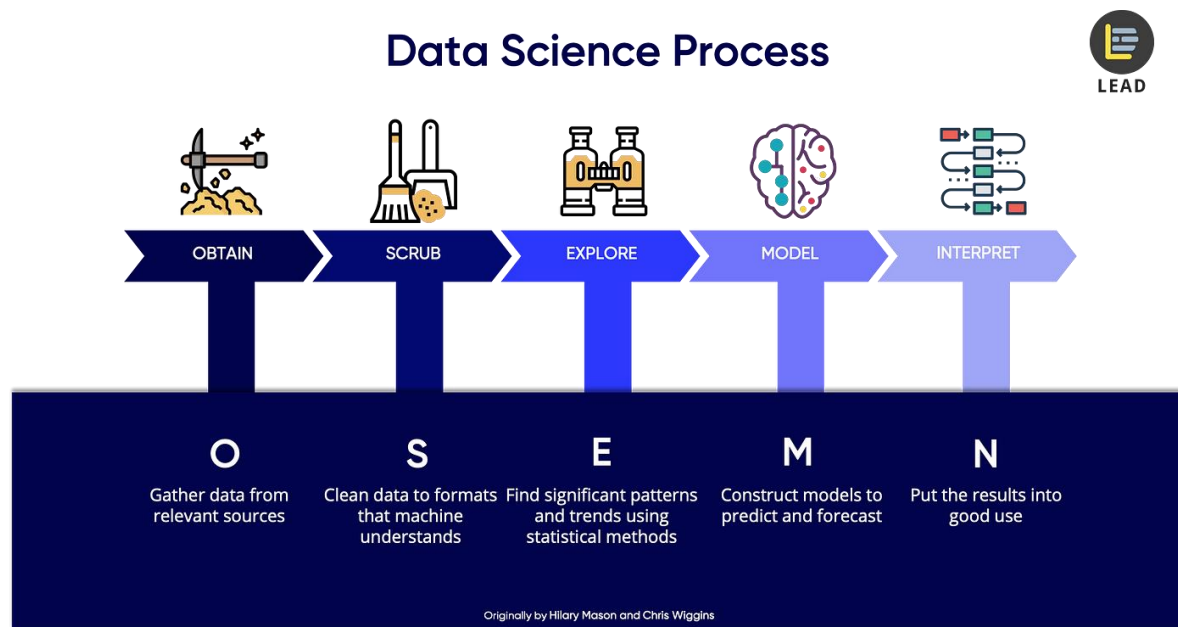 Data Science Process
LEAD
OBTAIN
SCRUB
EXPLORE
MODEL
INTERPRET
O
Gather data from
relevant sources
S
Clean data to formats
that machine
understands
E
Find significant patterns
and trends using
statistical methods
M
Construct models to
predict and forecast
N
Put the results into
good use
Originally by Hilary Mason and Chris Wiggins